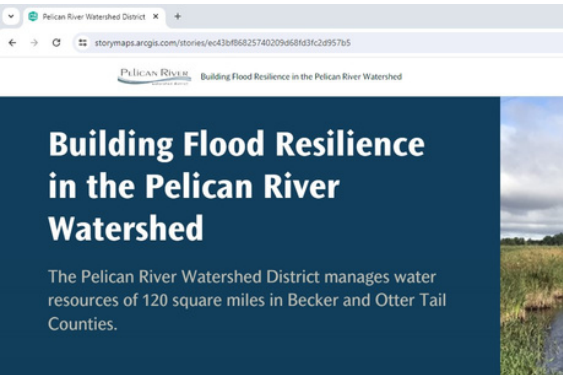 Pelican River Watershed District
storymaps.arcgis.com/stories/ec43bf86825740209d68fd3fc2d957b5
PELICAN RIVER
Building Flood Resilience in the Pelican River Watershed
Building Flood Resilience
in the Pelican River
Watershed
The Pelican River Watershed District manages water
resources of 120 square miles in Becker and Otter Tail
Counties.